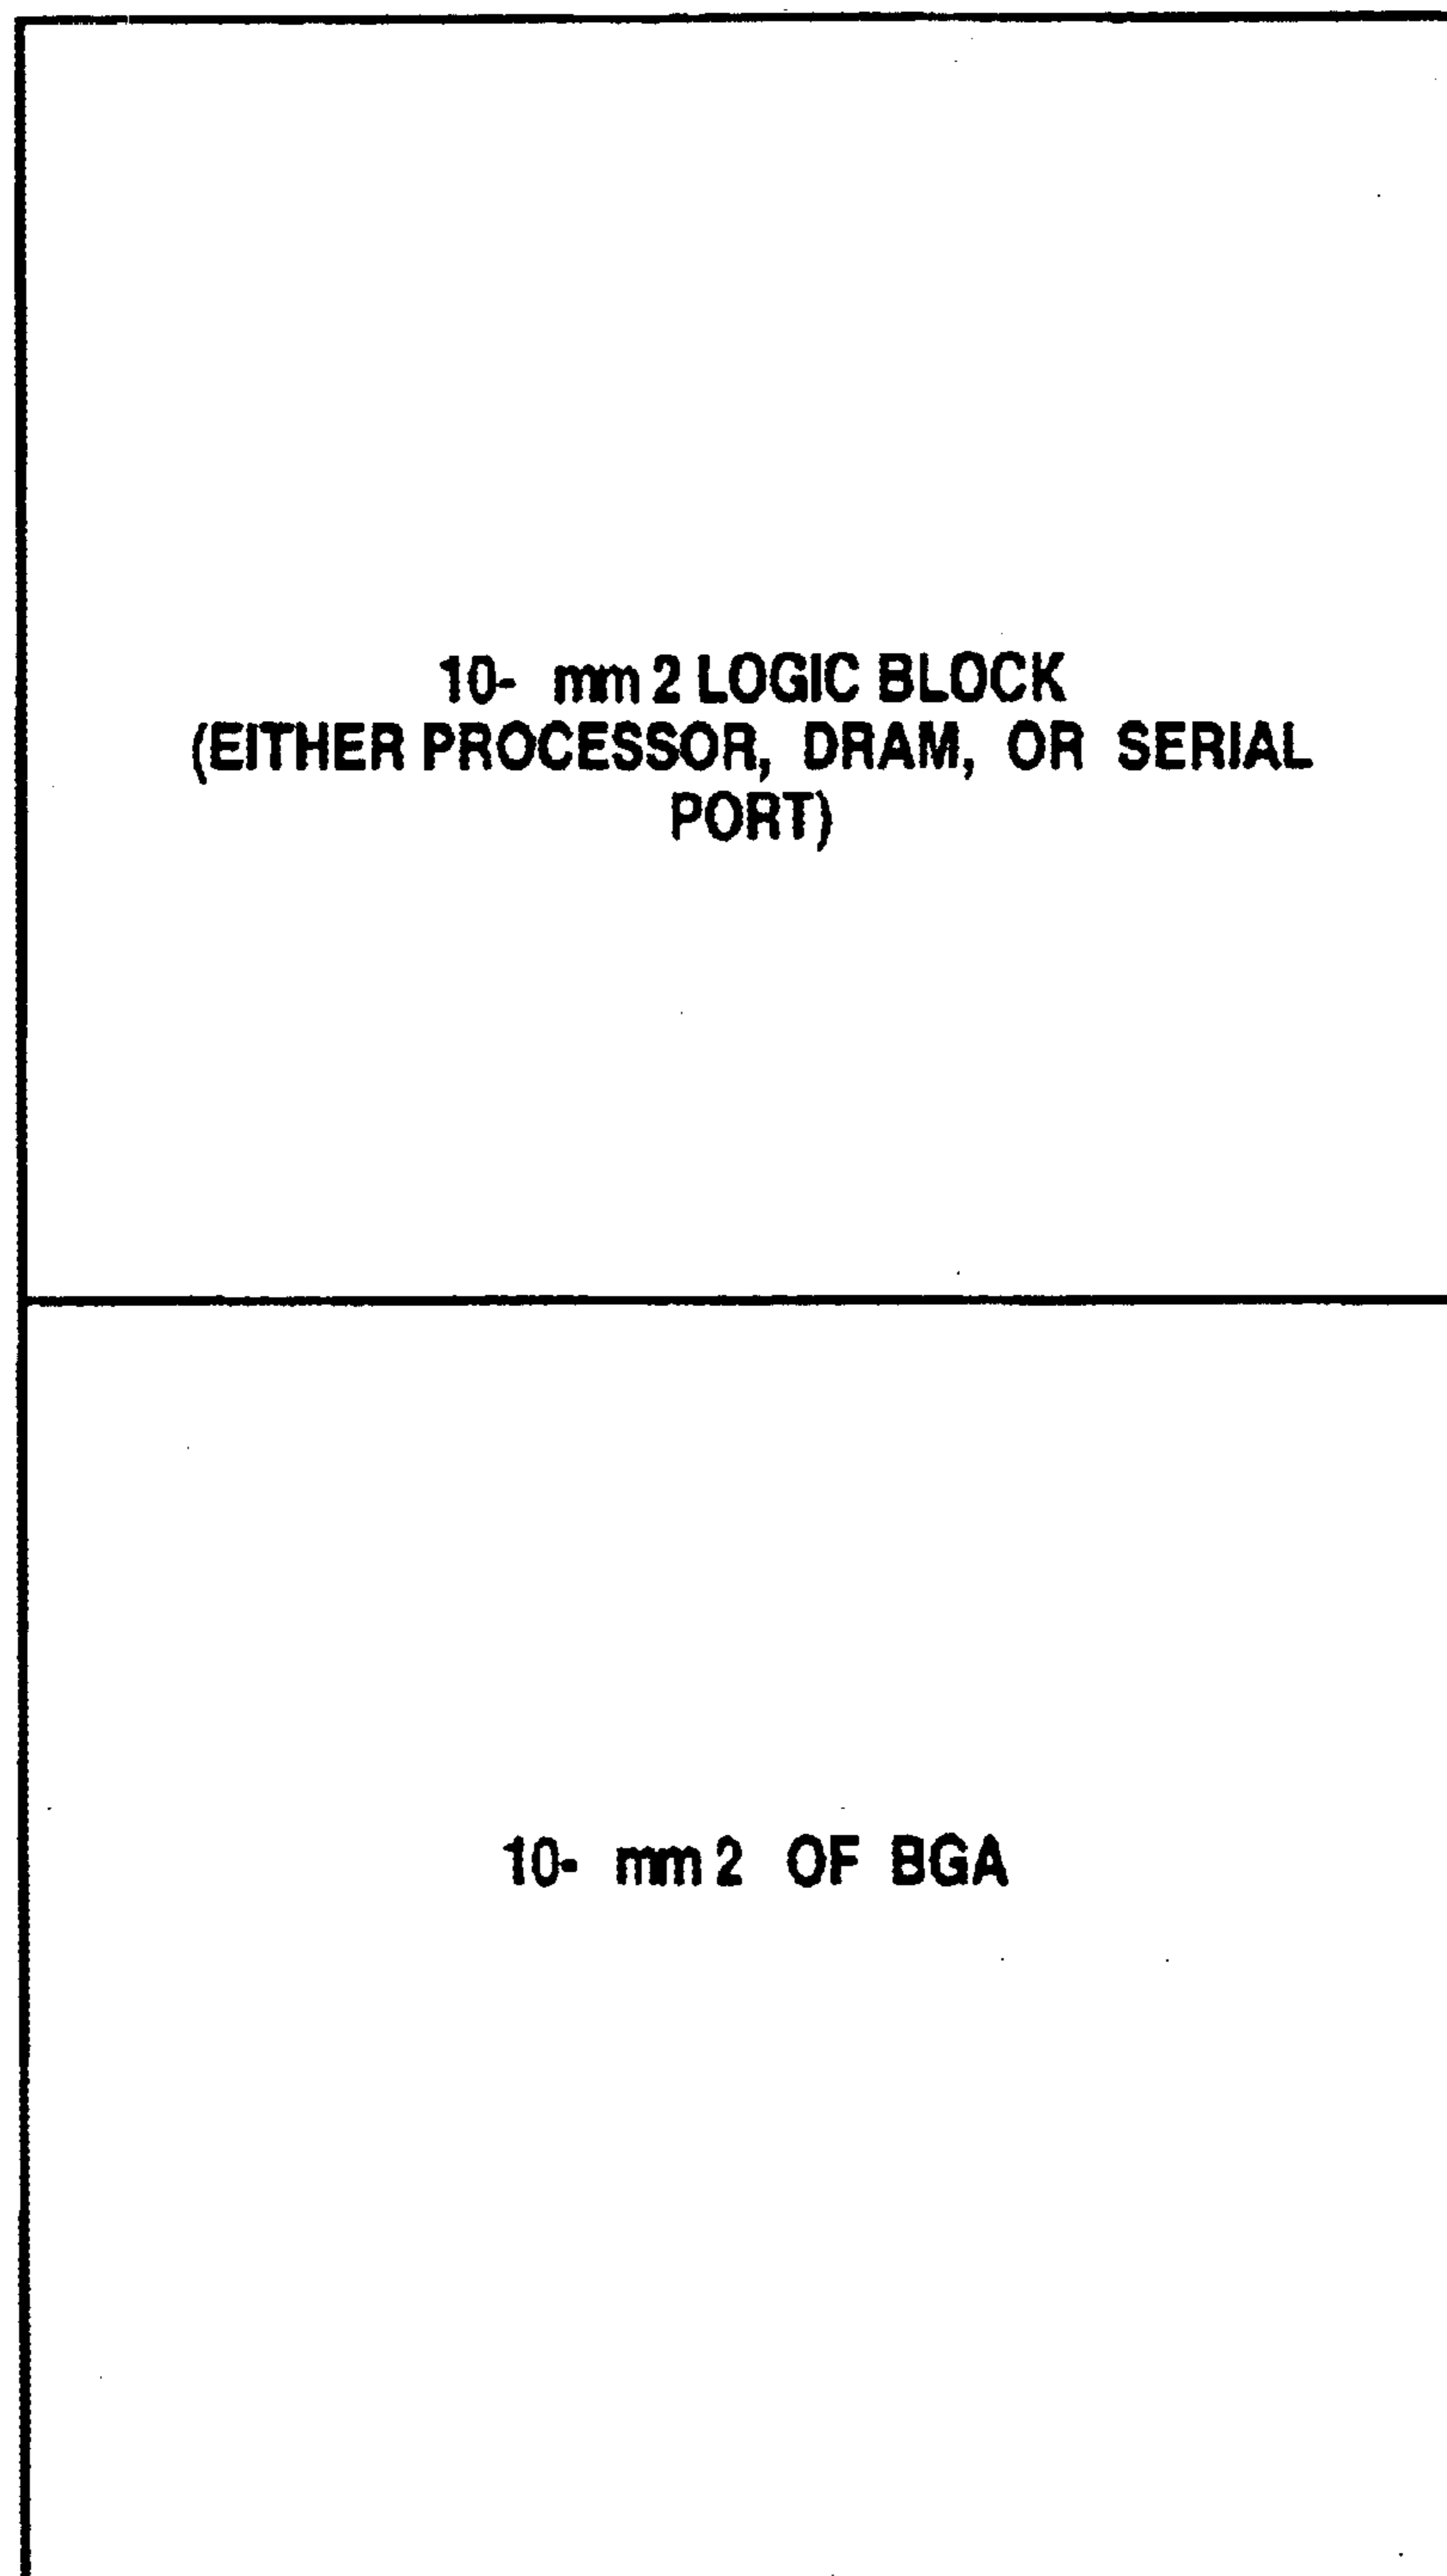 10- mm 2 LOGIC BLOCK
(EITHER PROCESSOR, DRAM, OR SERIAL
PORT)
10- mm 2 OF BGA